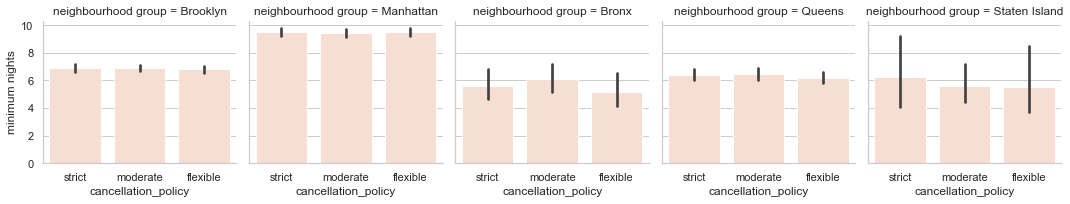 neighbourhood group = Brooklyn
neighbourhood group = Manhattan
neighbourhood group = Bronx
neighbourhood group = Queens
neighbourhood group = Staten Island
minimum nights
10
8
6
4
2
0
strict moderate flexible
strict moderate flexible
strict moderate flexible
strict moderate flexible
strict moderate flexible
cancellation_policy
cancellation_policy
cancellation_policy
cancellation_policy
cancellation_policy